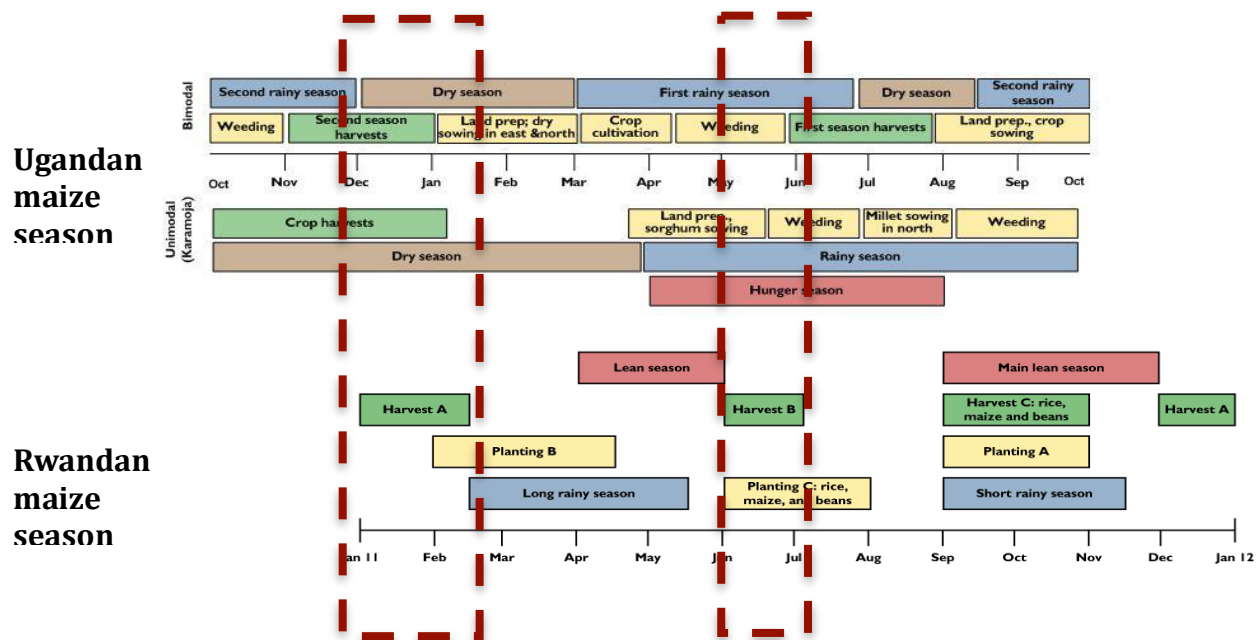 Ugandan
maize
season
Bimodal
Second rainy season
Dry season
First rainy season
Dry season
Second rainy
season
Weeding
Second season
harvests
Land prep; dry
sowing in east &north
Crop
cultivation
Weeding
First season harvests
Land prep., crop
sowing
Oct Nov Dec Jan Feb Mar Apr May Jun Jul Aug Sep Oct
Unimodal
(Karamoja)
Crop harvests
Land prep.,
sorghum sowing
Weeding
Millet sowing
in north
Weeding
Dry season
Rainy season
Hunger season
Rwandan
maize
season
Lean season
Main lean season
Harvest A
Harvest B
Harvest C: rice,
maize and beans
Harvest A
Planting B
Planting A
Long rainy season
Planting C: rice,
maize, and beans
Short rainy season
Jan 11 Feb Mar Apr May Jun Jul Aug Sep Oct Nov Dec Jan 12